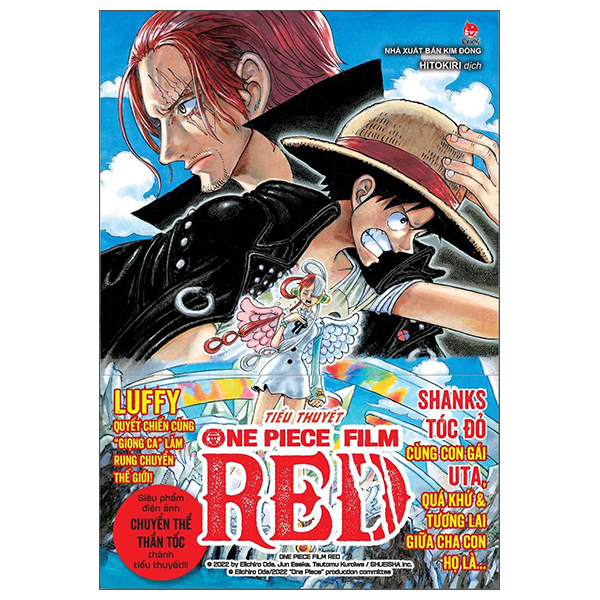 NHÀ XUẤT BẢN KIM ĐỒNG
HITOKIRI dịch
LUFFY
QUYẾT CHIẾN CÙNG
"GIỌNG CA" LÀM
RUNG CHUYỂN
THẾ GIỚI!
Siêu phẩm
điện ảnh
CHUYỂN THỂ
THẦN TỐC
thành
tiểu thuyết!!!
TIỂU THUYẾT
ONE PIECE FILM
RED
SHANKS
TÓC ĐỎ
CÙNG CON GÁI
UTA,
QUÁ KHỨ &
TƯƠNG LAI
GIỮA CHA CON
HỌ LÀ...
ONE PIECE FILM RED
© 2022 by Eiichiro Oda, Jun Esaka, Tsutomu Kuroiwa / SHUEISHA Inc.
© Eiichiro Oda/2022 "One Piece" production committee